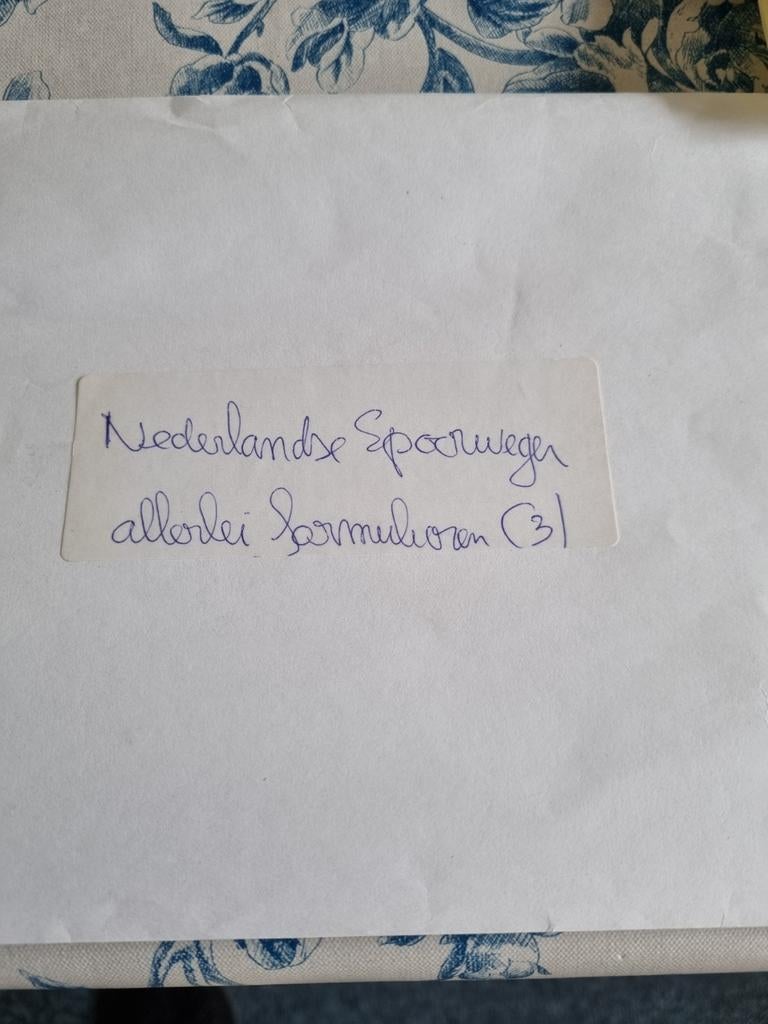 Nederlandse Spoorwegen
allerlei formulieren (3)